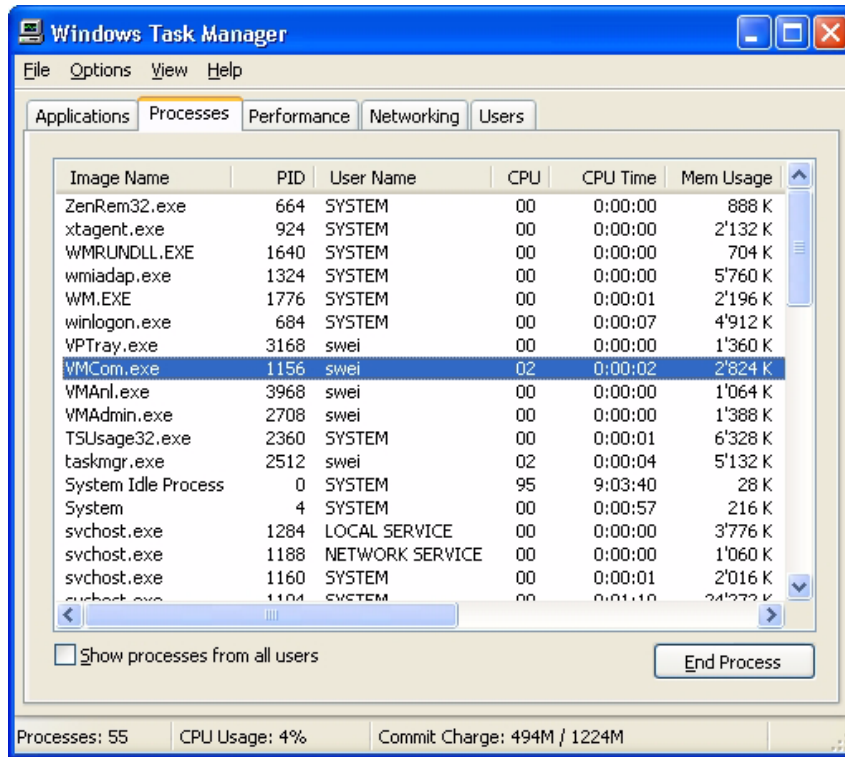 Windows Task Manager
File Options View Help
Applications Processes Performance Networking Users
Image Name PID User Name CPU CPU Time Mem Usage
ZenRem32.exe 664 SYSTEM 00 0:00:00 888 K
xtagent.exe 924 SYSTEM 00 0:00:00 2'132 K
WMRUNDLL.EXE 1640 SYSTEM 00 0:00:00 704 K
wmiadap.exe 1324 SYSTEM 00 0:00:00 5'760 K
WM.EXE 1776 SYSTEM 00 0:00:01 2'196 K
winlogon.exe 684 SYSTEM 00 0:00:07 4'912 K
VPTray.exe 3168 swei 00 0:00:00 1'360 K
VMCom.exe 1156 swei 02 0:00:02 2'824 K
VMAnl.exe 3968 swei 00 0:00:00 1'064 K
VMAdmin.exe 2708 swei 00 0:00:00 1'388 K
TSUsage32.exe 2360 SYSTEM 00 0:00:01 6'328 K
taskmgr.exe 2512 swei 02 0:00:04 5'132 K
System Idle Process 0 SYSTEM 95 9:03:40 28 K
System 4 SYSTEM 00 0:00:57 216 K
svchost.exe 1284 LOCAL SERVICE 00 0:00:00 3'776 K
svchost.exe 1188 NETWORK SERVICE 00 0:00:00 1'060 K
svchost.exe 1160 SYSTEM 00 0:00:01 2'016 K
svchost.exe SYSTEM 00
Show processes from all users
End Process
Processes: 55 CPU Usage: 4% Commit Charge: 494M / 1224M